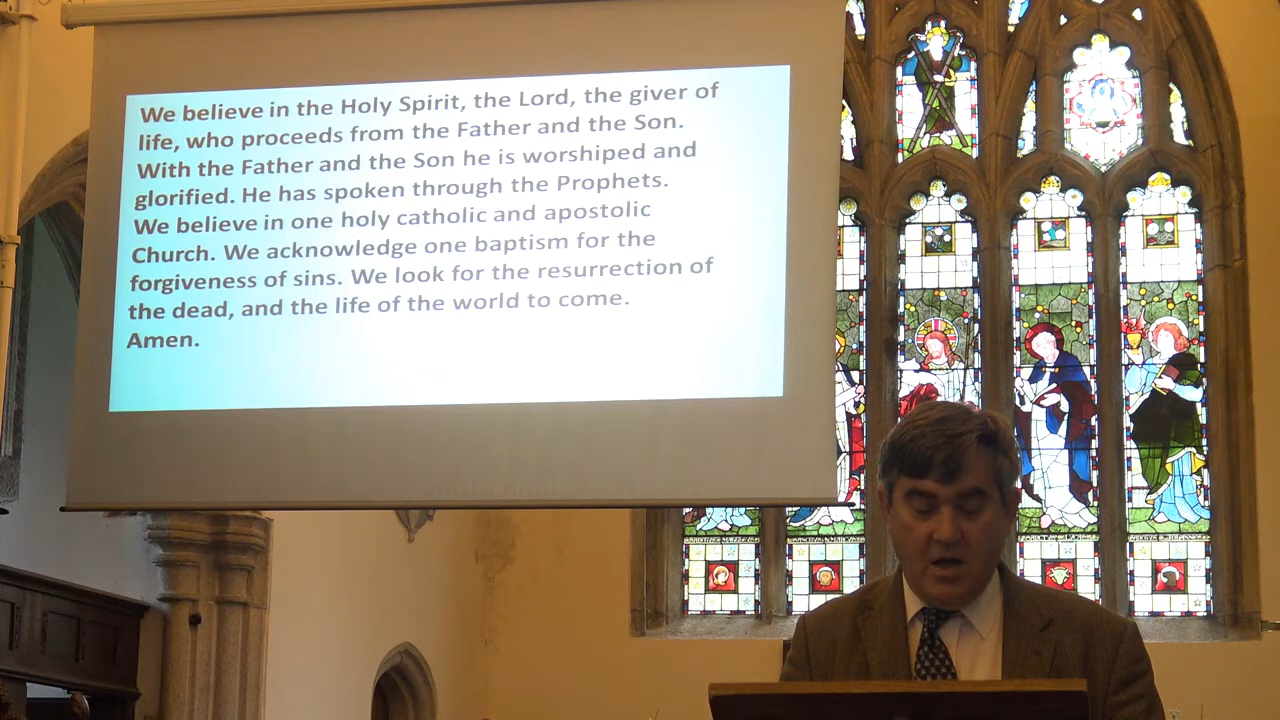 We believe in the Holy Spirit, the Lord, the giver of
life, who proceeds from the Father and the Son.
With the Father and the Son he is worshiped and
glorified. He has spoken through the Prophets.
We believe in one holy catholic and apostolic
Church. We acknowledge one baptism for the
forgiveness of sins. We look for the resurrection of
the dead, and the life of the world to come.
Amen.